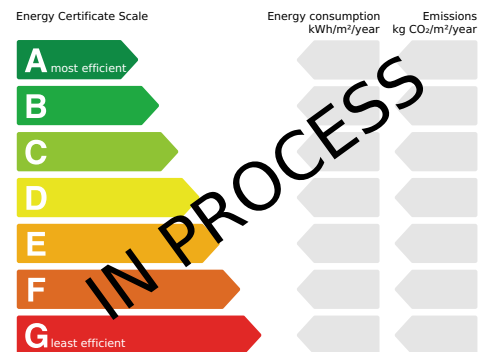 Energy Certificate Scale
Energy consumption
kWh/m²/year
Emissions
kg CO₂/m²/year
A most efficient
B
C
D
E
F
G least efficient
IN PROCESS